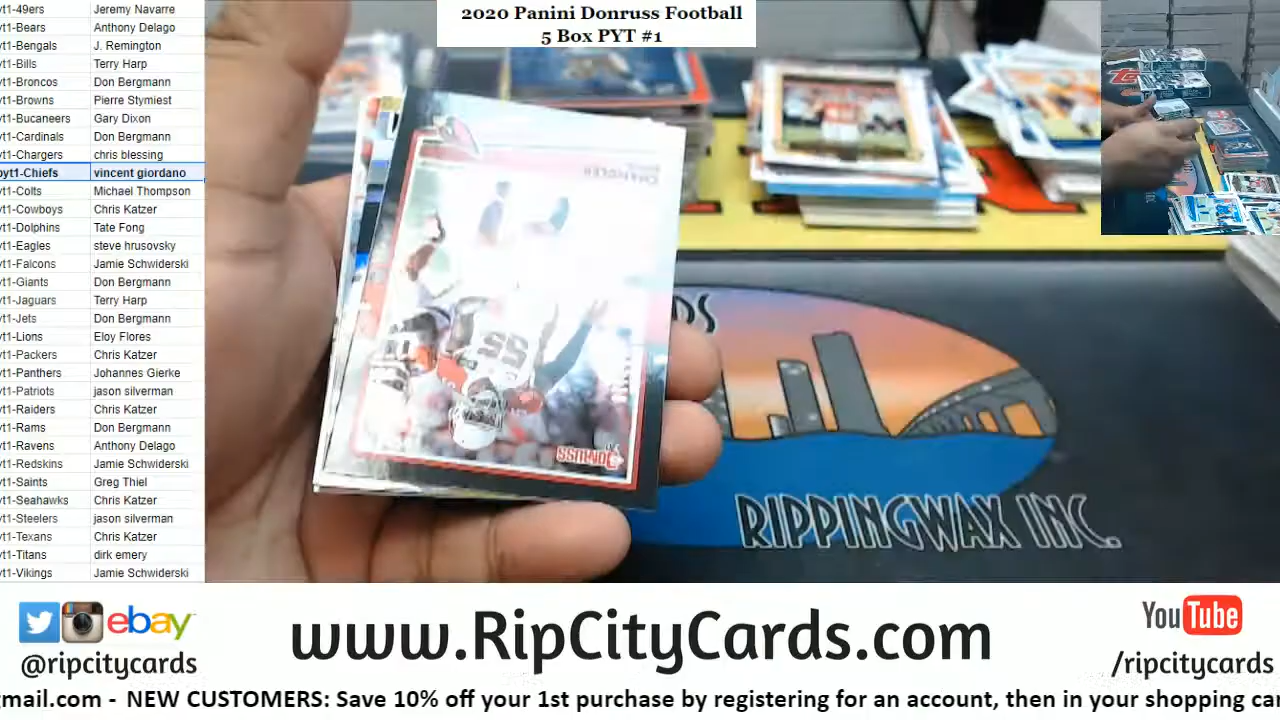 2020 Panini Donruss Football
5 Box PYT #1
yt1-49ers Jeremy Navarre
yt1-Bears Anthony Delago
yt1-Bengals J. Remington
yt1-Bills Terry Harp
yt1-Broncos Don Bergmann
yt1-Browns Pierre Stymiest
yt1-Bucaneers Gary Dixon
yt1-Cardinals Don Bergmann
yt1-Chargers chris blessing
pyt1-Chiefs vincent giordano
yt1-Colts Michael Thompson
yt1-Cowboys Chris Katzer
yt1-Dolphins Tate Fong
yt1-Eagles steve hrusovsky
yt1-Falcons Jamie Schwiderski
yt1-Giants Don Bergmann
yt1-Jaguars Terry Harp
yt1-Jets Don Bergmann
yt1-Lions Eloy Flores
yt1-Packers Chris Katzer
yt1-Panthers Johannes Gierke
yt1-Patriots jason silverman
yt1-Raiders Chris Katzer
yt1-Rams Don Bergmann
yt1-Ravens Anthony Delago
yt1-Redskins Jamie Schwiderski
yt1-Saints Greg Thiel
yt1-Seahawks Chris Katzer
yt1-Steelers jason silverman
yt1-Texans Chris Katzer
yt1-Titans dirk emery
yt1-Vikings Jamie Schwiderski
CHANDLER
55
DONRUSS
RDS
RIPPINGWAX INC.
ebay
@ripcitycards
www.RipCityCards.com
YouTube
/ripcitycards
gmail.com - NEW CUSTOMERS: Save 10% off your 1st purchase by registering for an account, then in your shopping car